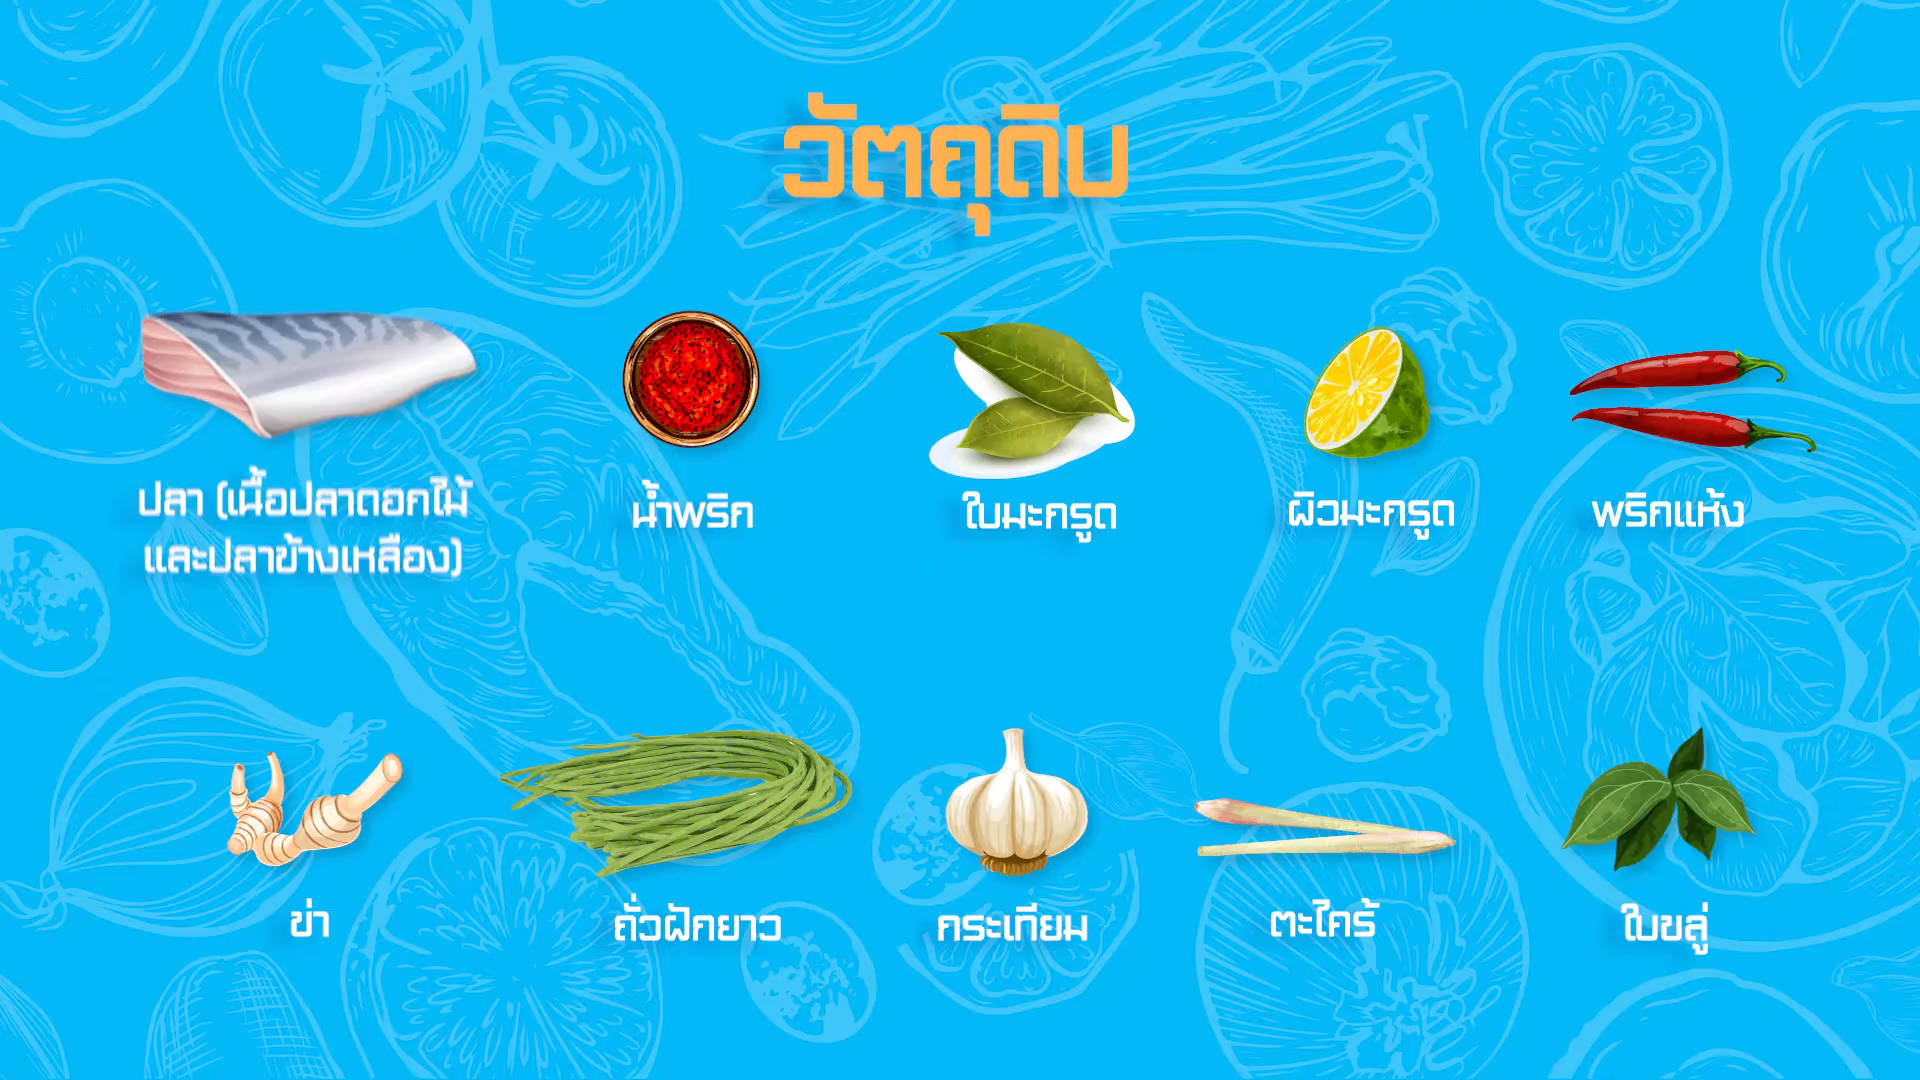 วัตถุดิบ
ปลา (เนื้อปลาดอกไม้
และปลาข้างเหลือง)
น้ำพริก
ใบมะกรูด
ผิวมะกรูด
พริกแห้ง
ข่า
ถั่วฝักยาว
กระเทียม
ตะไคร้
ใบขลู่